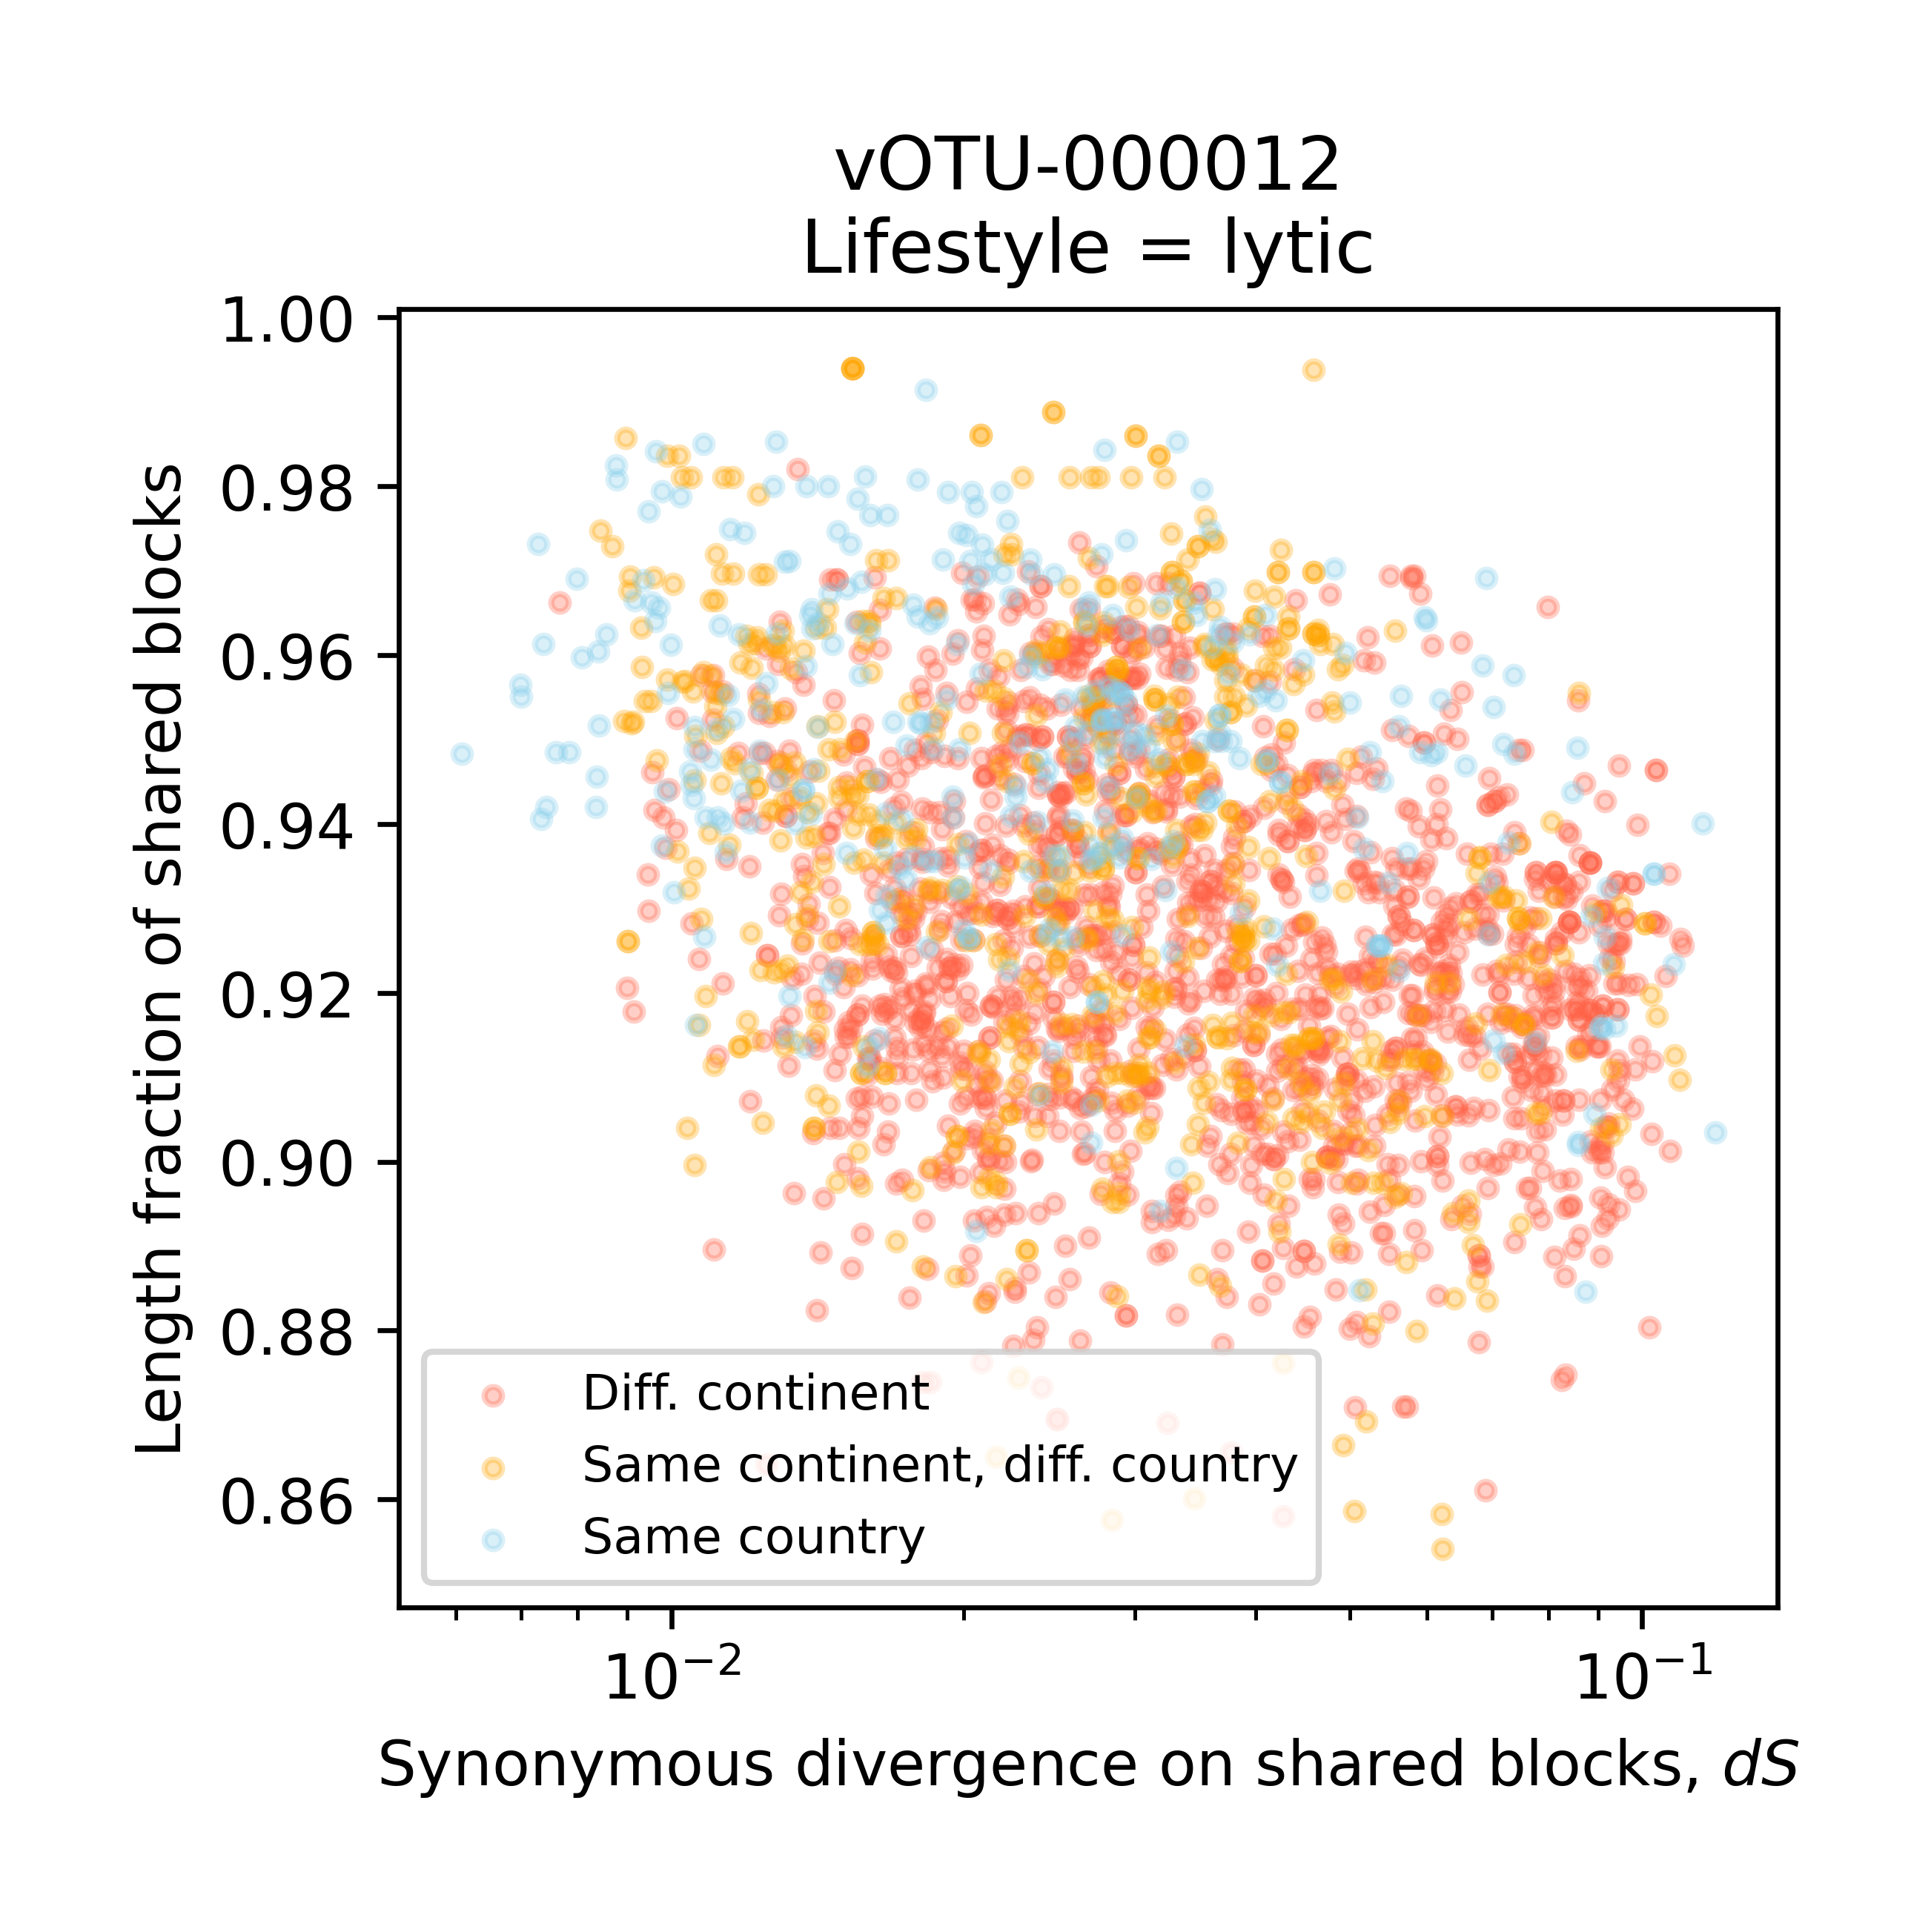 vOTU-000012
Lifestyle = lytic
1.00
0.98
0.96
0.94
0.92
0.90
0.88
0.86
Length fraction of shared blocks
Diff. continent
Same continent, diff. country
Same country
10⁻²
10⁻¹
Synonymous divergence on shared blocks, dS